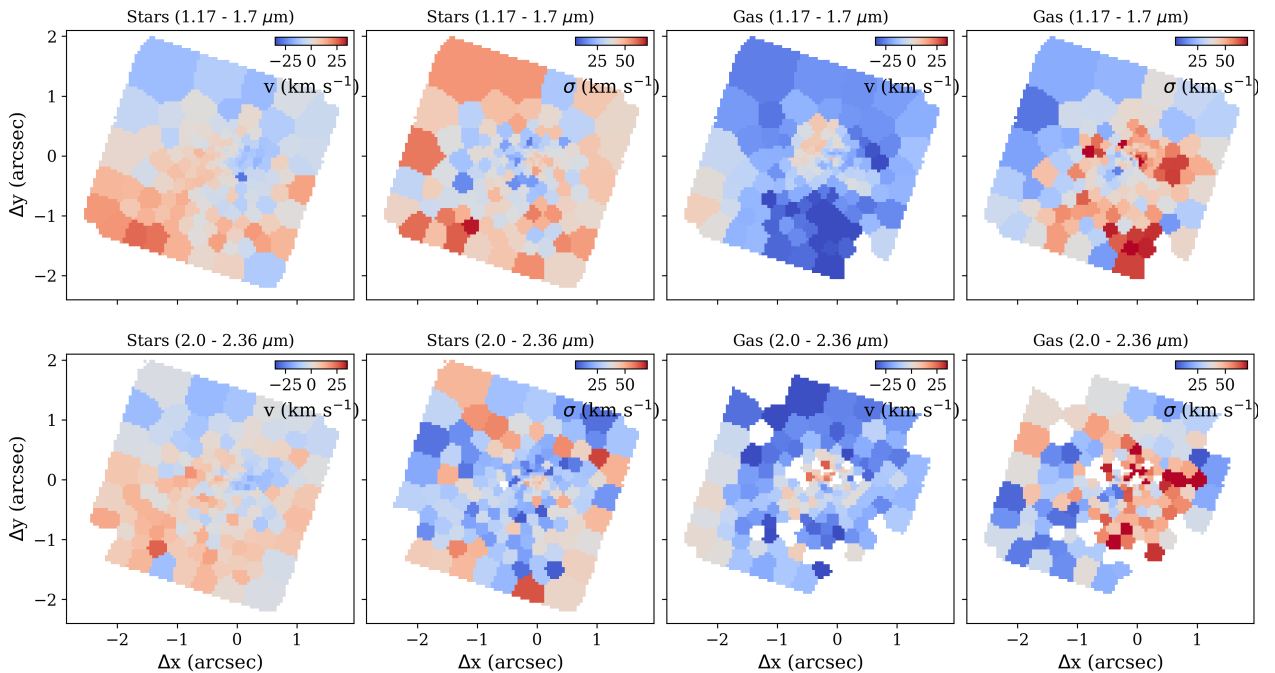 Stars (1.17 - 1.7 μm) Stars (1.17 - 1.7 μm) Gas (1.17 - 1.7 μm) Gas (1.17 - 1.7 μm)
2 −25 0 25 25 50 −25 0 25 25 50
v (km s⁻¹) σ (km s⁻¹) v (km s⁻¹) σ (km s⁻¹)
1
0
−1
−2
Δy (arcsec)
Stars (2.0 - 2.36 μm) Stars (2.0 - 2.36 μm) Gas (2.0 - 2.36 μm) Gas (2.0 - 2.36 μm)
2 −25 0 25 25 50 −25 0 25 25 50
v (km s⁻¹) σ (km s⁻¹) v (km s⁻¹) σ (km s⁻¹)
1
0
−1
−2
Δy (arcsec)
−2 −1 0 1 −2 −1 0 1 −2 −1 0 1 −2 −1 0 1
Δx (arcsec) Δx (arcsec) Δx (arcsec) Δx (arcsec)